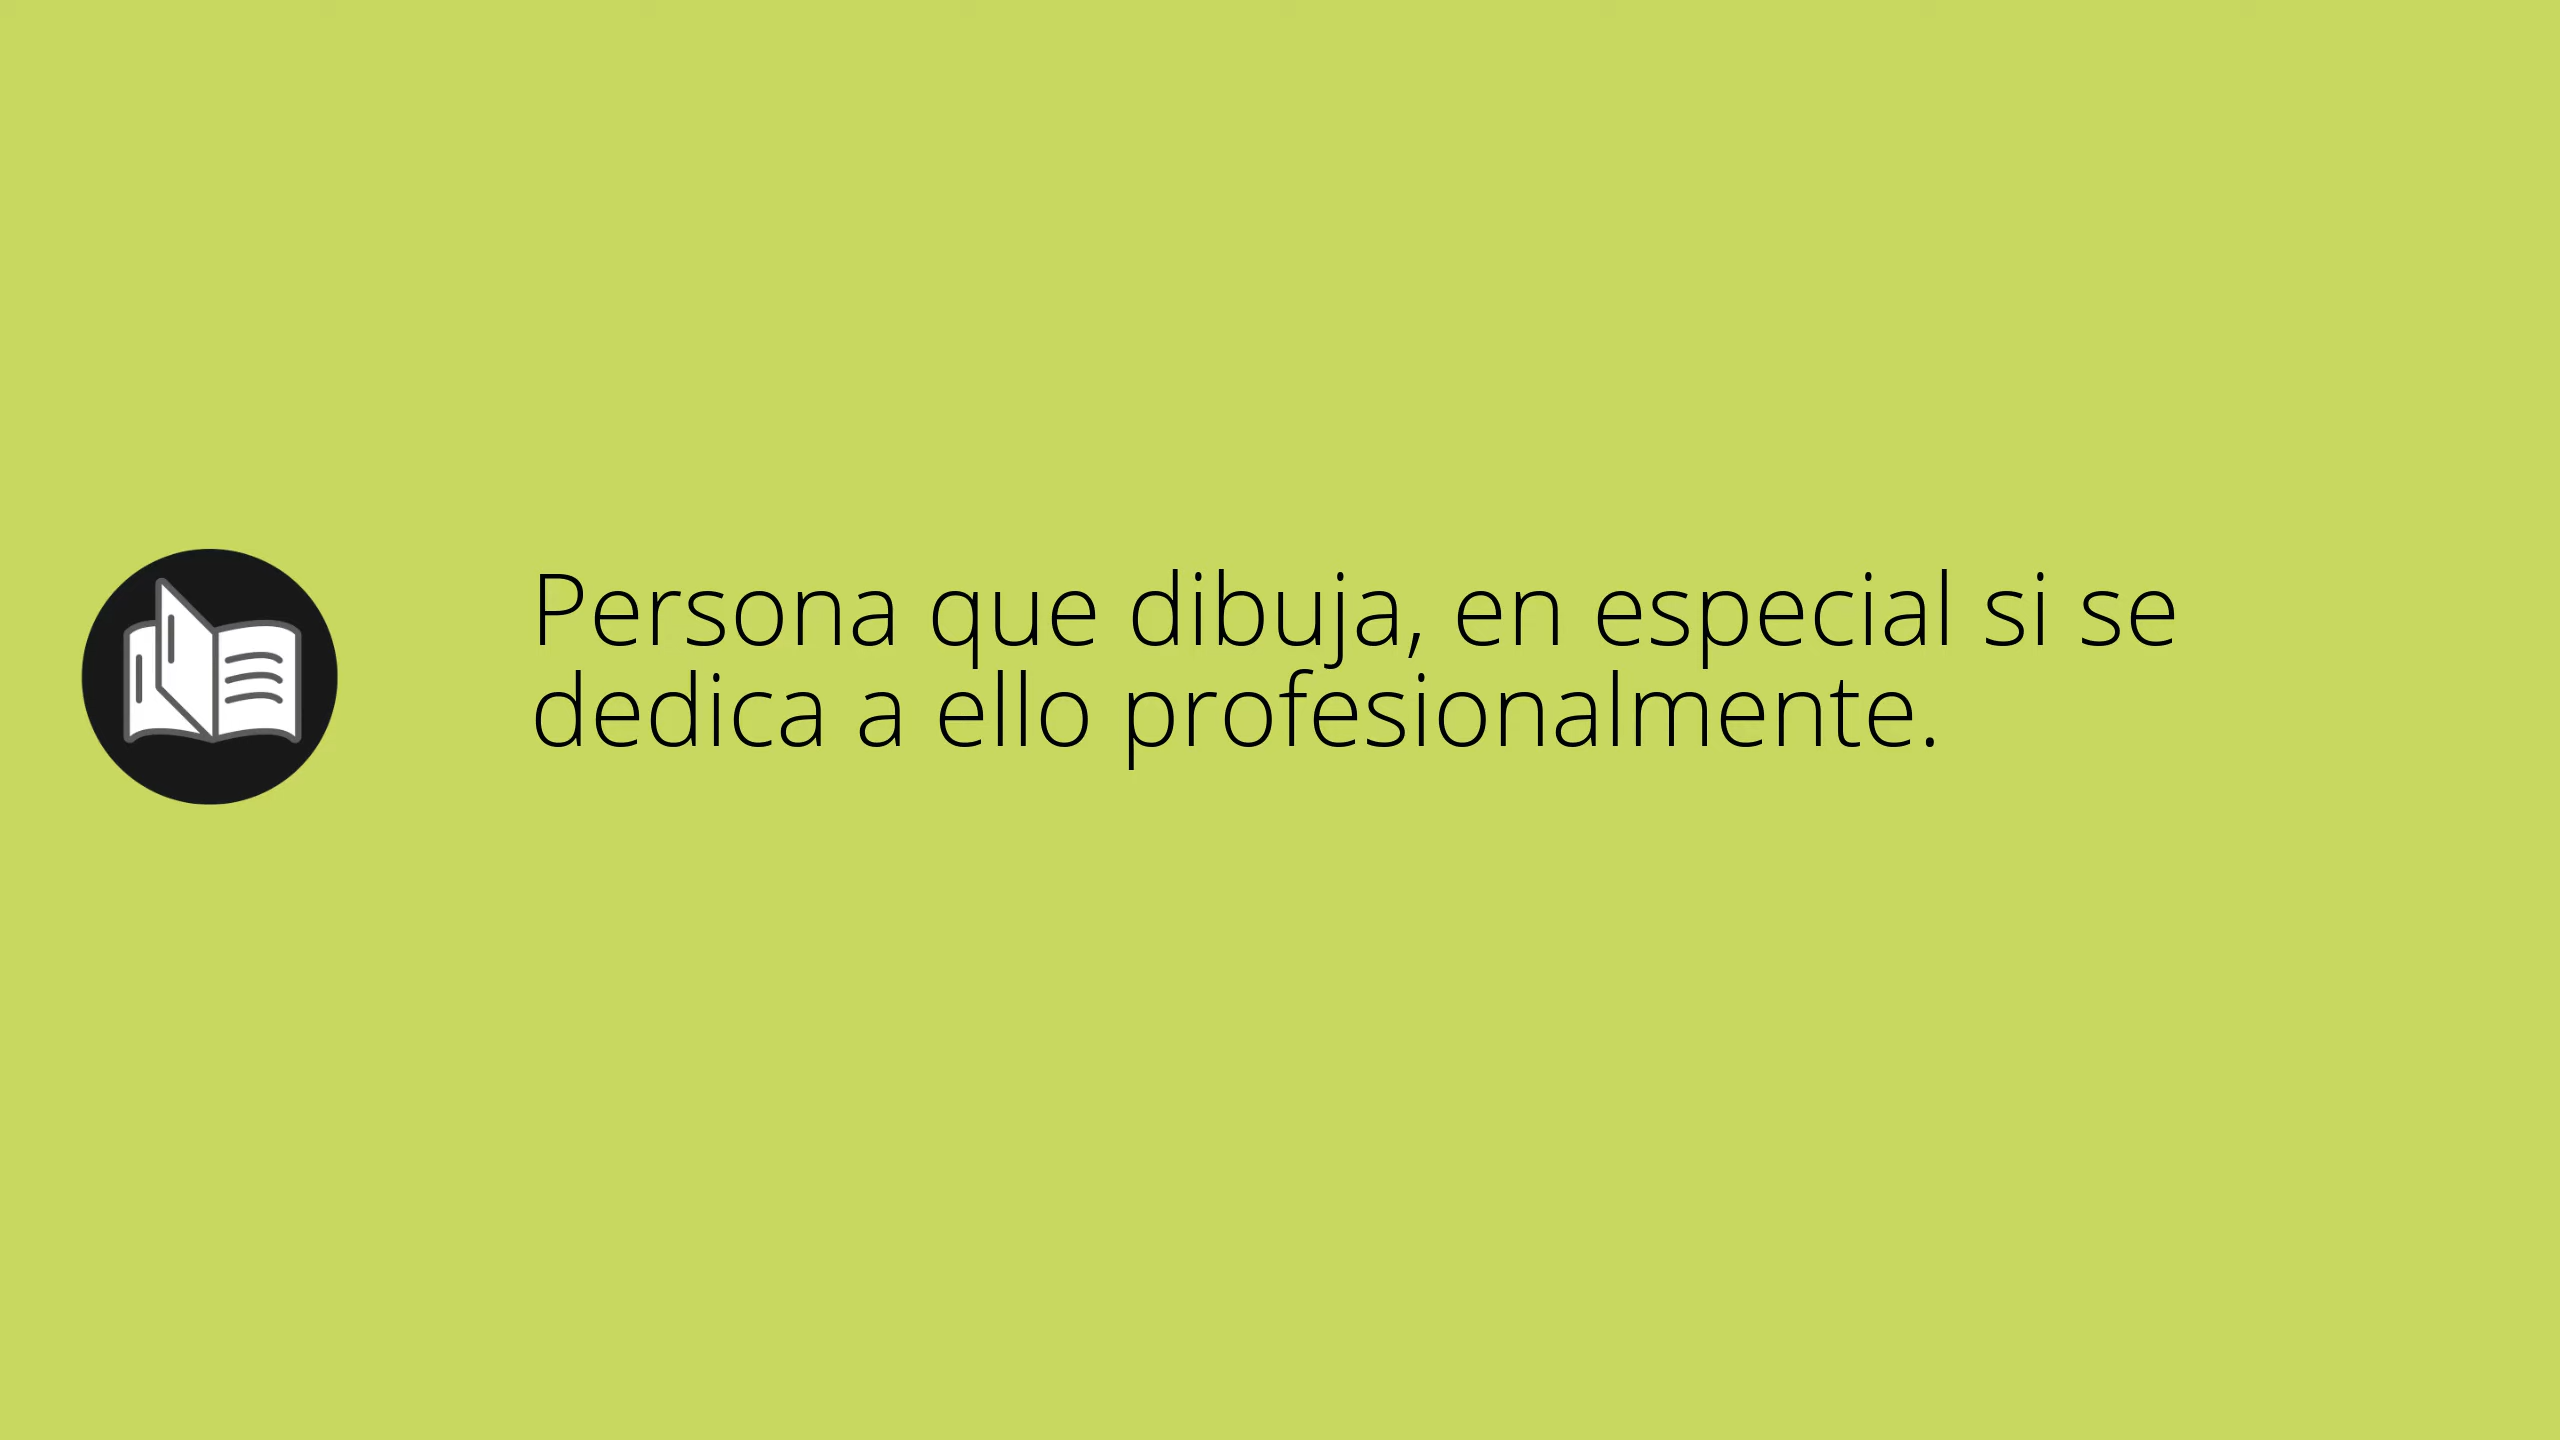 Persona que dibuja, en especial si se
dedica a ello profesionalmente.